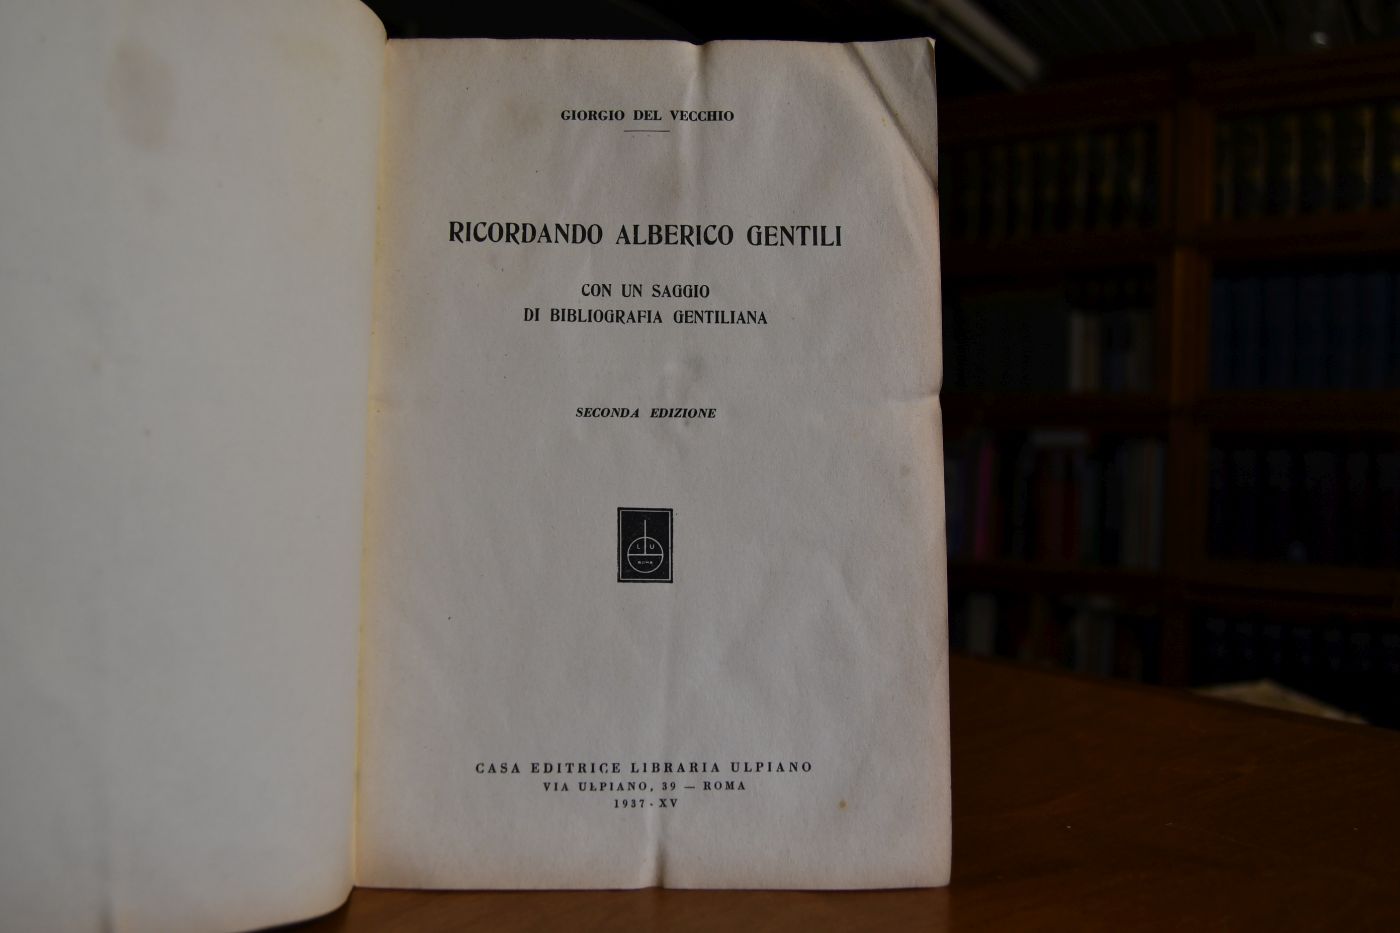 GIORGIO DEL VECCHIO
RICORDANDO ALBERICO GENTILI
CON UN SAGGIO
DI BIBLIOGRAFIA GENTILIANA
SECONDA EDIZIONE
L U
ROMA
CASA EDITRICE LIBRARIA ULPIANO
VIA ULPIANO, 39 — ROMA
1937 - XV